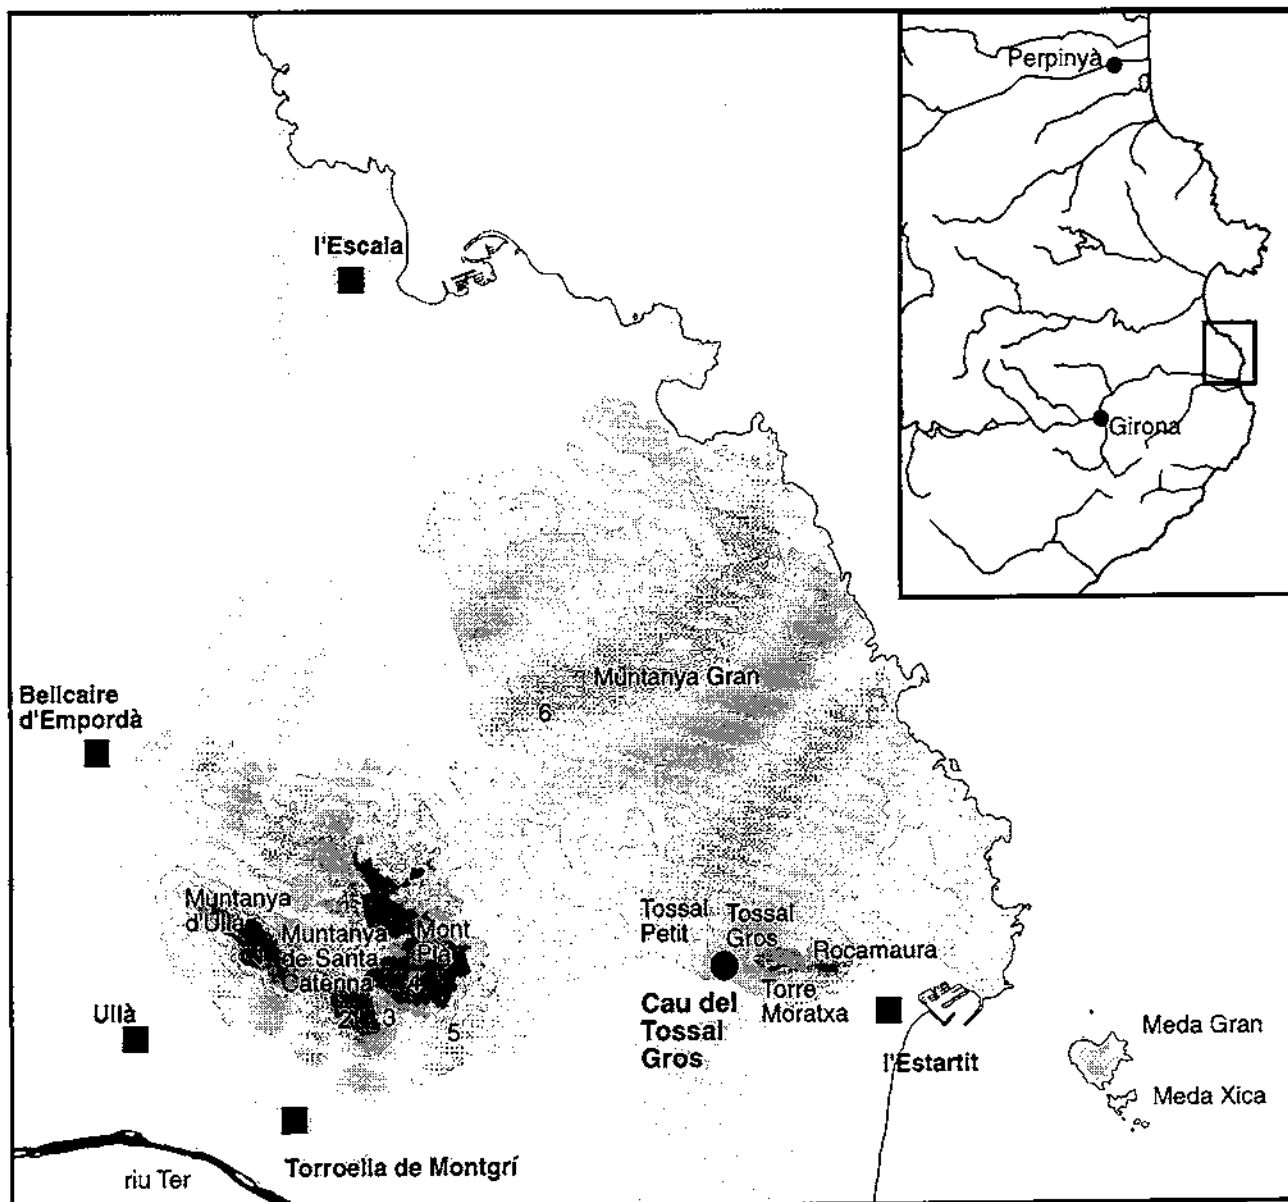 Perpinyà
Girona
l'Escala
Muntanya Gran
6
Bellcaire
d'Empordà
Muntanya
d'Ullà
Muntanya
de Santa
Caterina
Mont
Pla
4
2
3
5
Tossal
Petit
Tossal
Gros
Rocamaura
Torre
Moratxa
Cau del
Tossal
Gros
l'Estartit
Ullà
Meda Gran
Meda Xica
Torroella de Montgrí
riu Ter